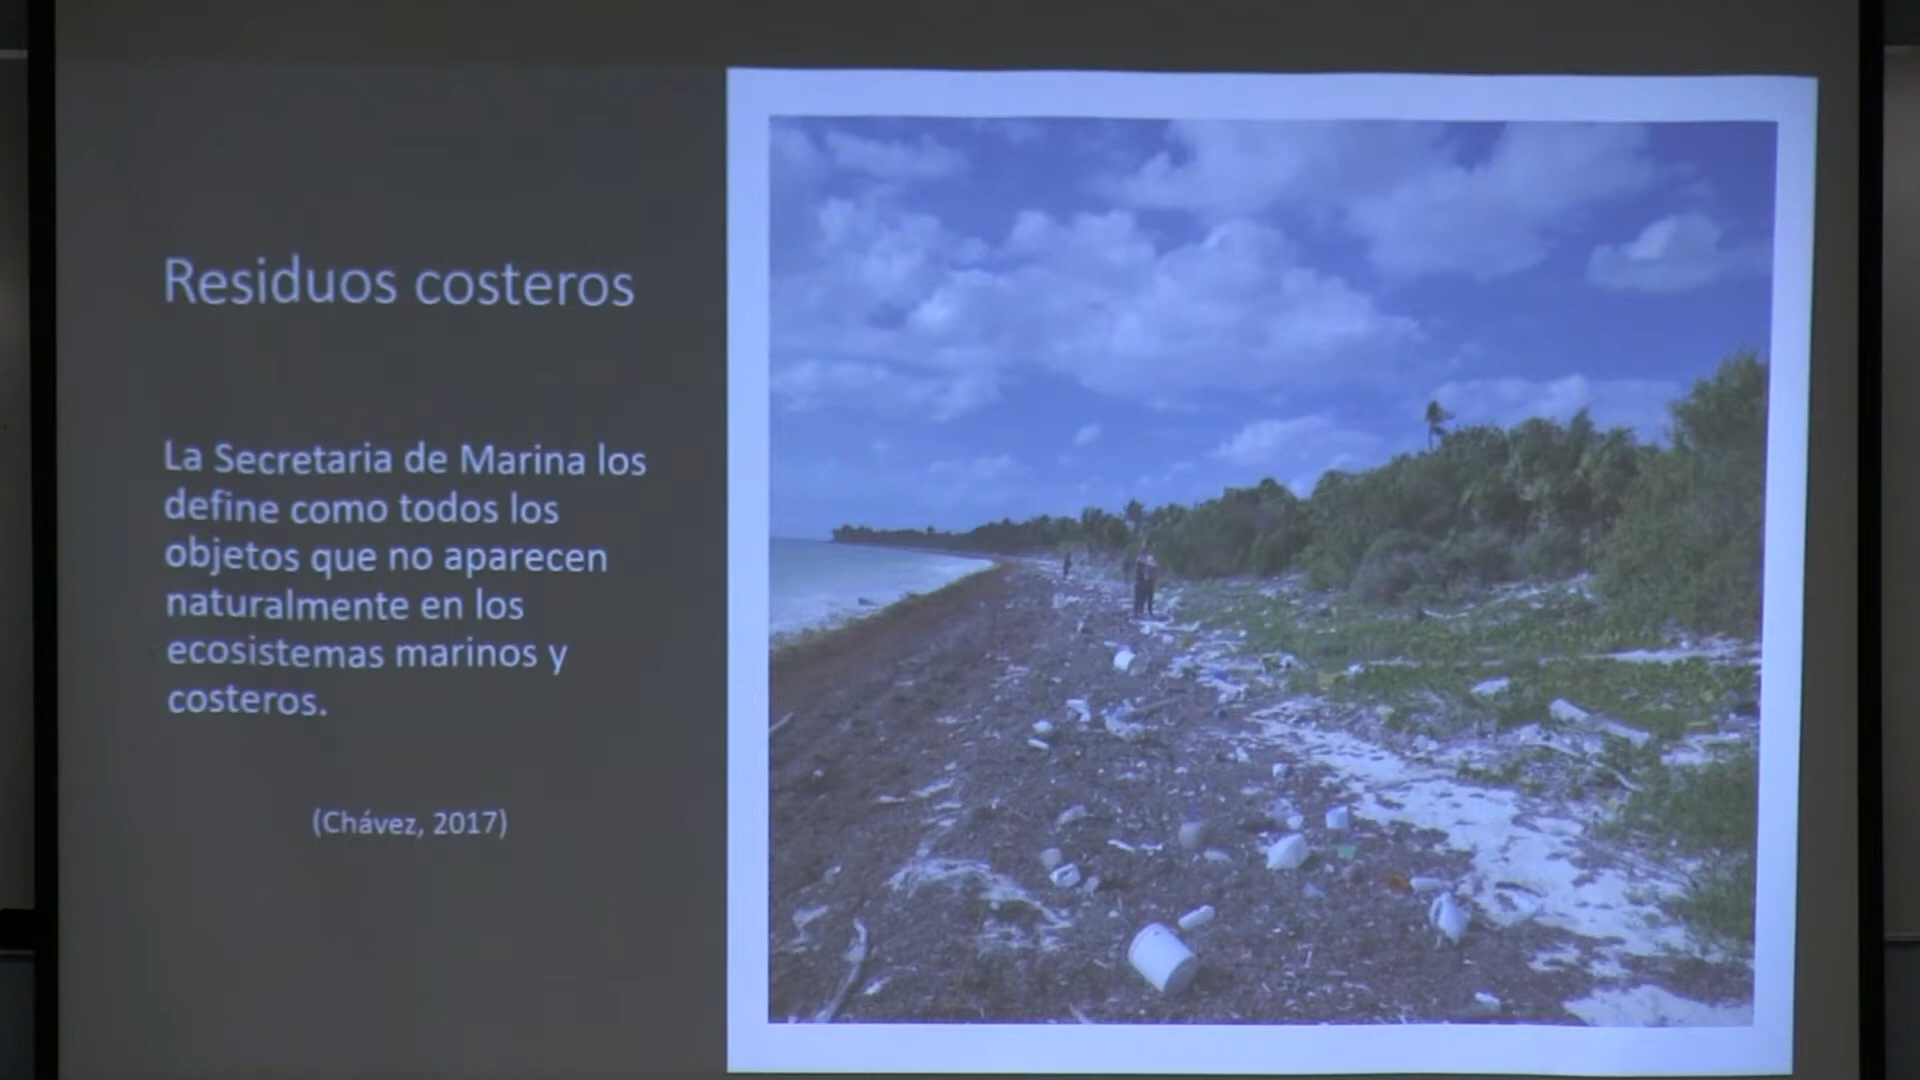 Residuos costeros
La Secretaria de Marina los
define como todos los
objetos que no aparecen
naturalmente en los
ecosistemas marinos y
costeros.
(Chávez, 2017)